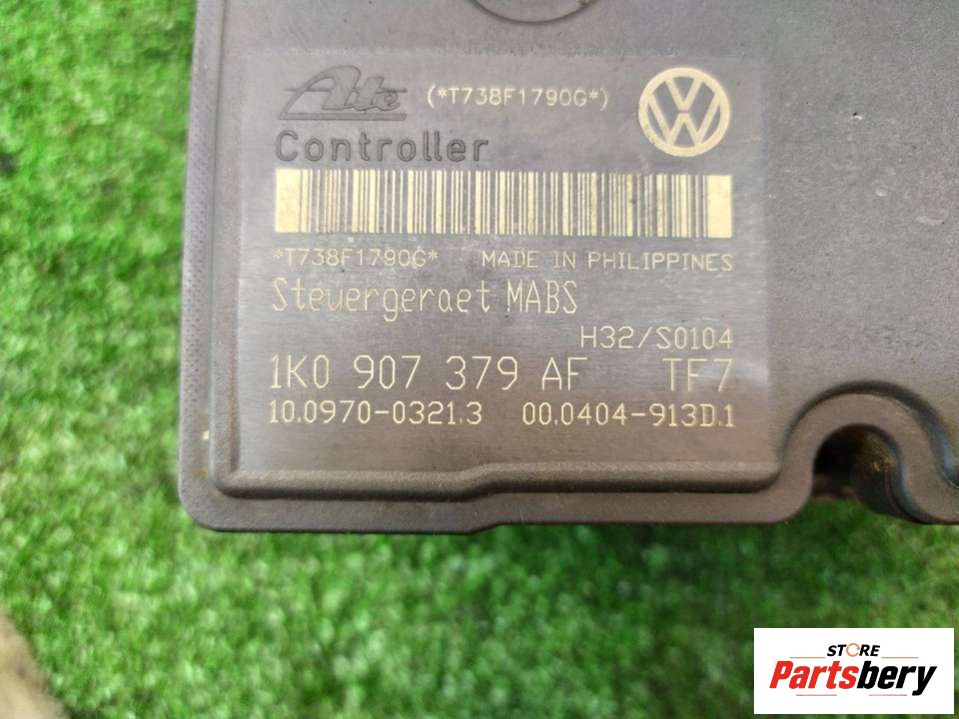 Ate (*T738F1790G*)
Controller
*T738F1790G* MADE IN PHILIPPINES
Steuergeraet MABS
H32/S0104
1K0 907 379 AF TF7
10.0970-0321.3 00.0404-913D.1
STORE
Partsbery